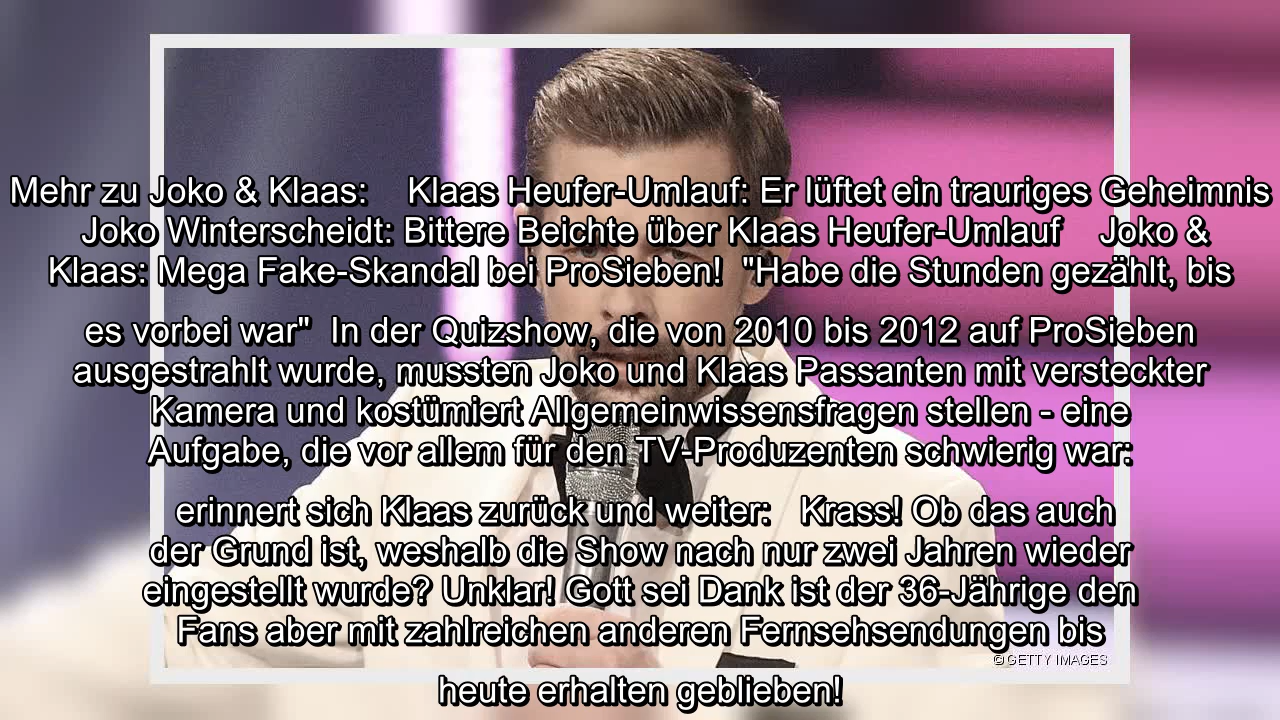 Mehr zu Joko & Klaas: Klaas Heufer-Umlauf: Er lüftet ein trauriges Geheimnis
Joko Winterscheidt: Bittere Beichte über Klaas Heufer-Umlauf Joko &
Klaas: Mega Fake-Skandal bei ProSieben! "Habe die Stunden gezählt, bis
es vorbei war" In der Quizshow, die von 2010 bis 2012 auf ProSieben
ausgestrahlt wurde, mussten Joko und Klaas Passanten mit versteckter
Kamera und kostümiert Allgemeinwissensfragen stellen - eine
Aufgabe, die vor allem für den TV-Produzenten schwierig war:
erinnert sich Klaas zurück und weiter: Krass! Ob das auch
der Grund ist, weshalb die Show nach nur zwei Jahren wieder
eingestellt wurde? Unklar! Gott sei Dank ist der 36-Jährige den
Fans aber mit zahlreichen anderen Fernsehsendungen bis
© GETTY IMAGES
heute erhalten geblieben!